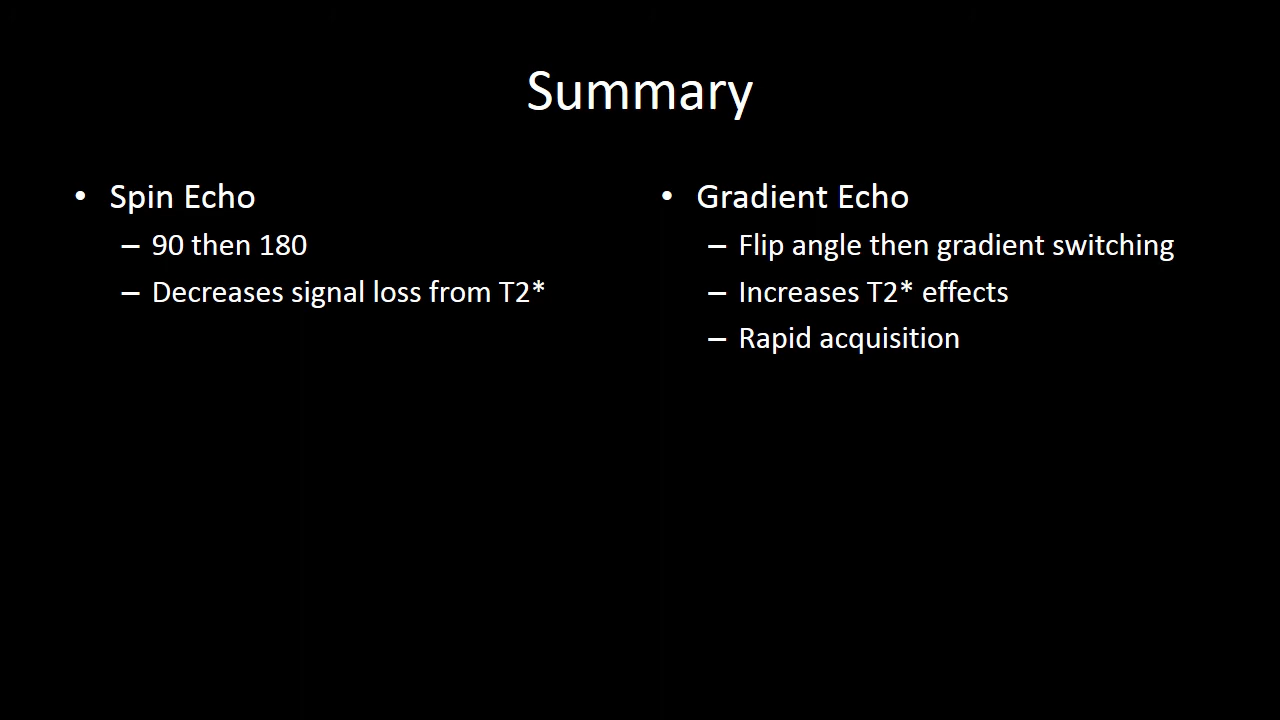 Summary
• Spin Echo
– 90 then 180
– Decreases signal loss from T2*
• Gradient Echo
– Flip angle then gradient switching
– Increases T2* effects
– Rapid acquisition